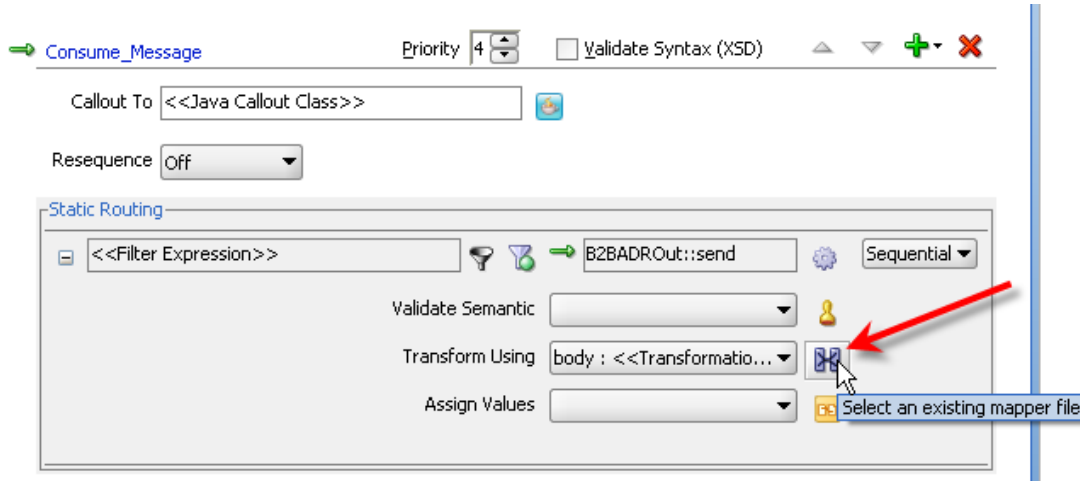 Consume_Message Priority 4 Validate Syntax (XSD)
Callout To <<Java Callout Class>>
Resequence Off
Static Routing
<<Filter Expression>> B2BADROut::send Sequential
Validate Semantic
Transform Using body : <<Transformatio...
Assign Values
Select an existing mapper file